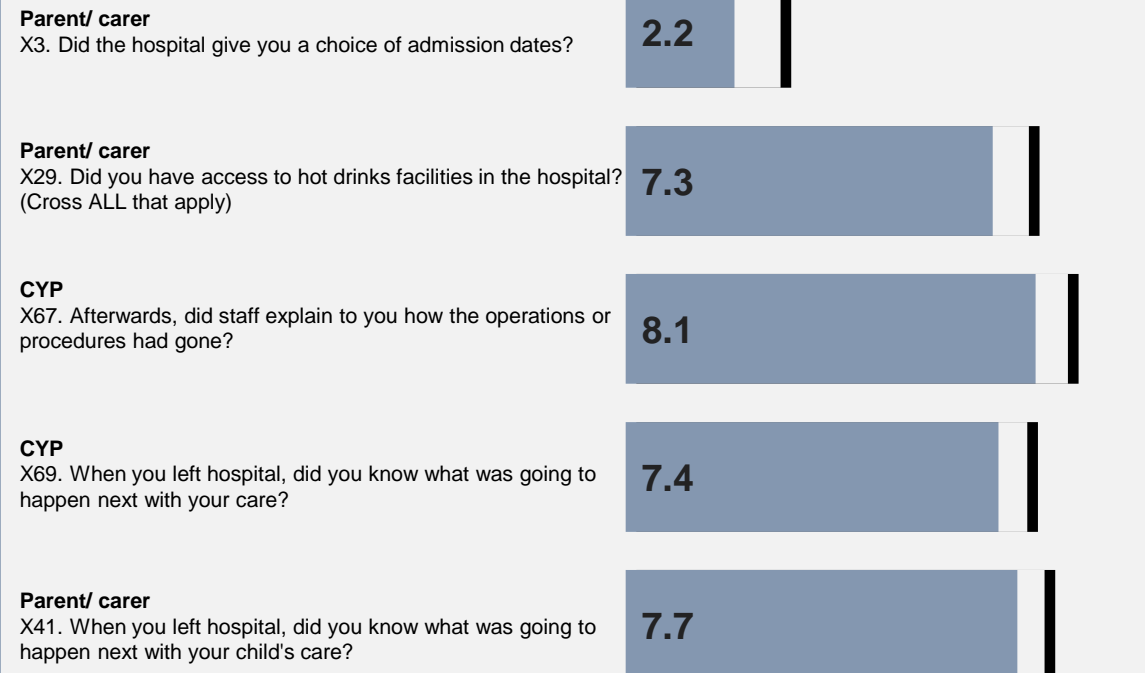 Parent/ carer
X3. Did the hospital give you a choice of admission dates?
2.2
Parent/ carer
X29. Did you have access to hot drinks facilities in the hospital?
(Cross ALL that apply)
7.3
CYP
X67. Afterwards, did staff explain to you how the operations or
procedures had gone?
8.1
CYP
X69. When you left hospital, did you know what was going to
happen next with your care?
7.4
Parent/ carer
X41. When you left hospital, did you know what was going to
happen next with your child's care?
7.7